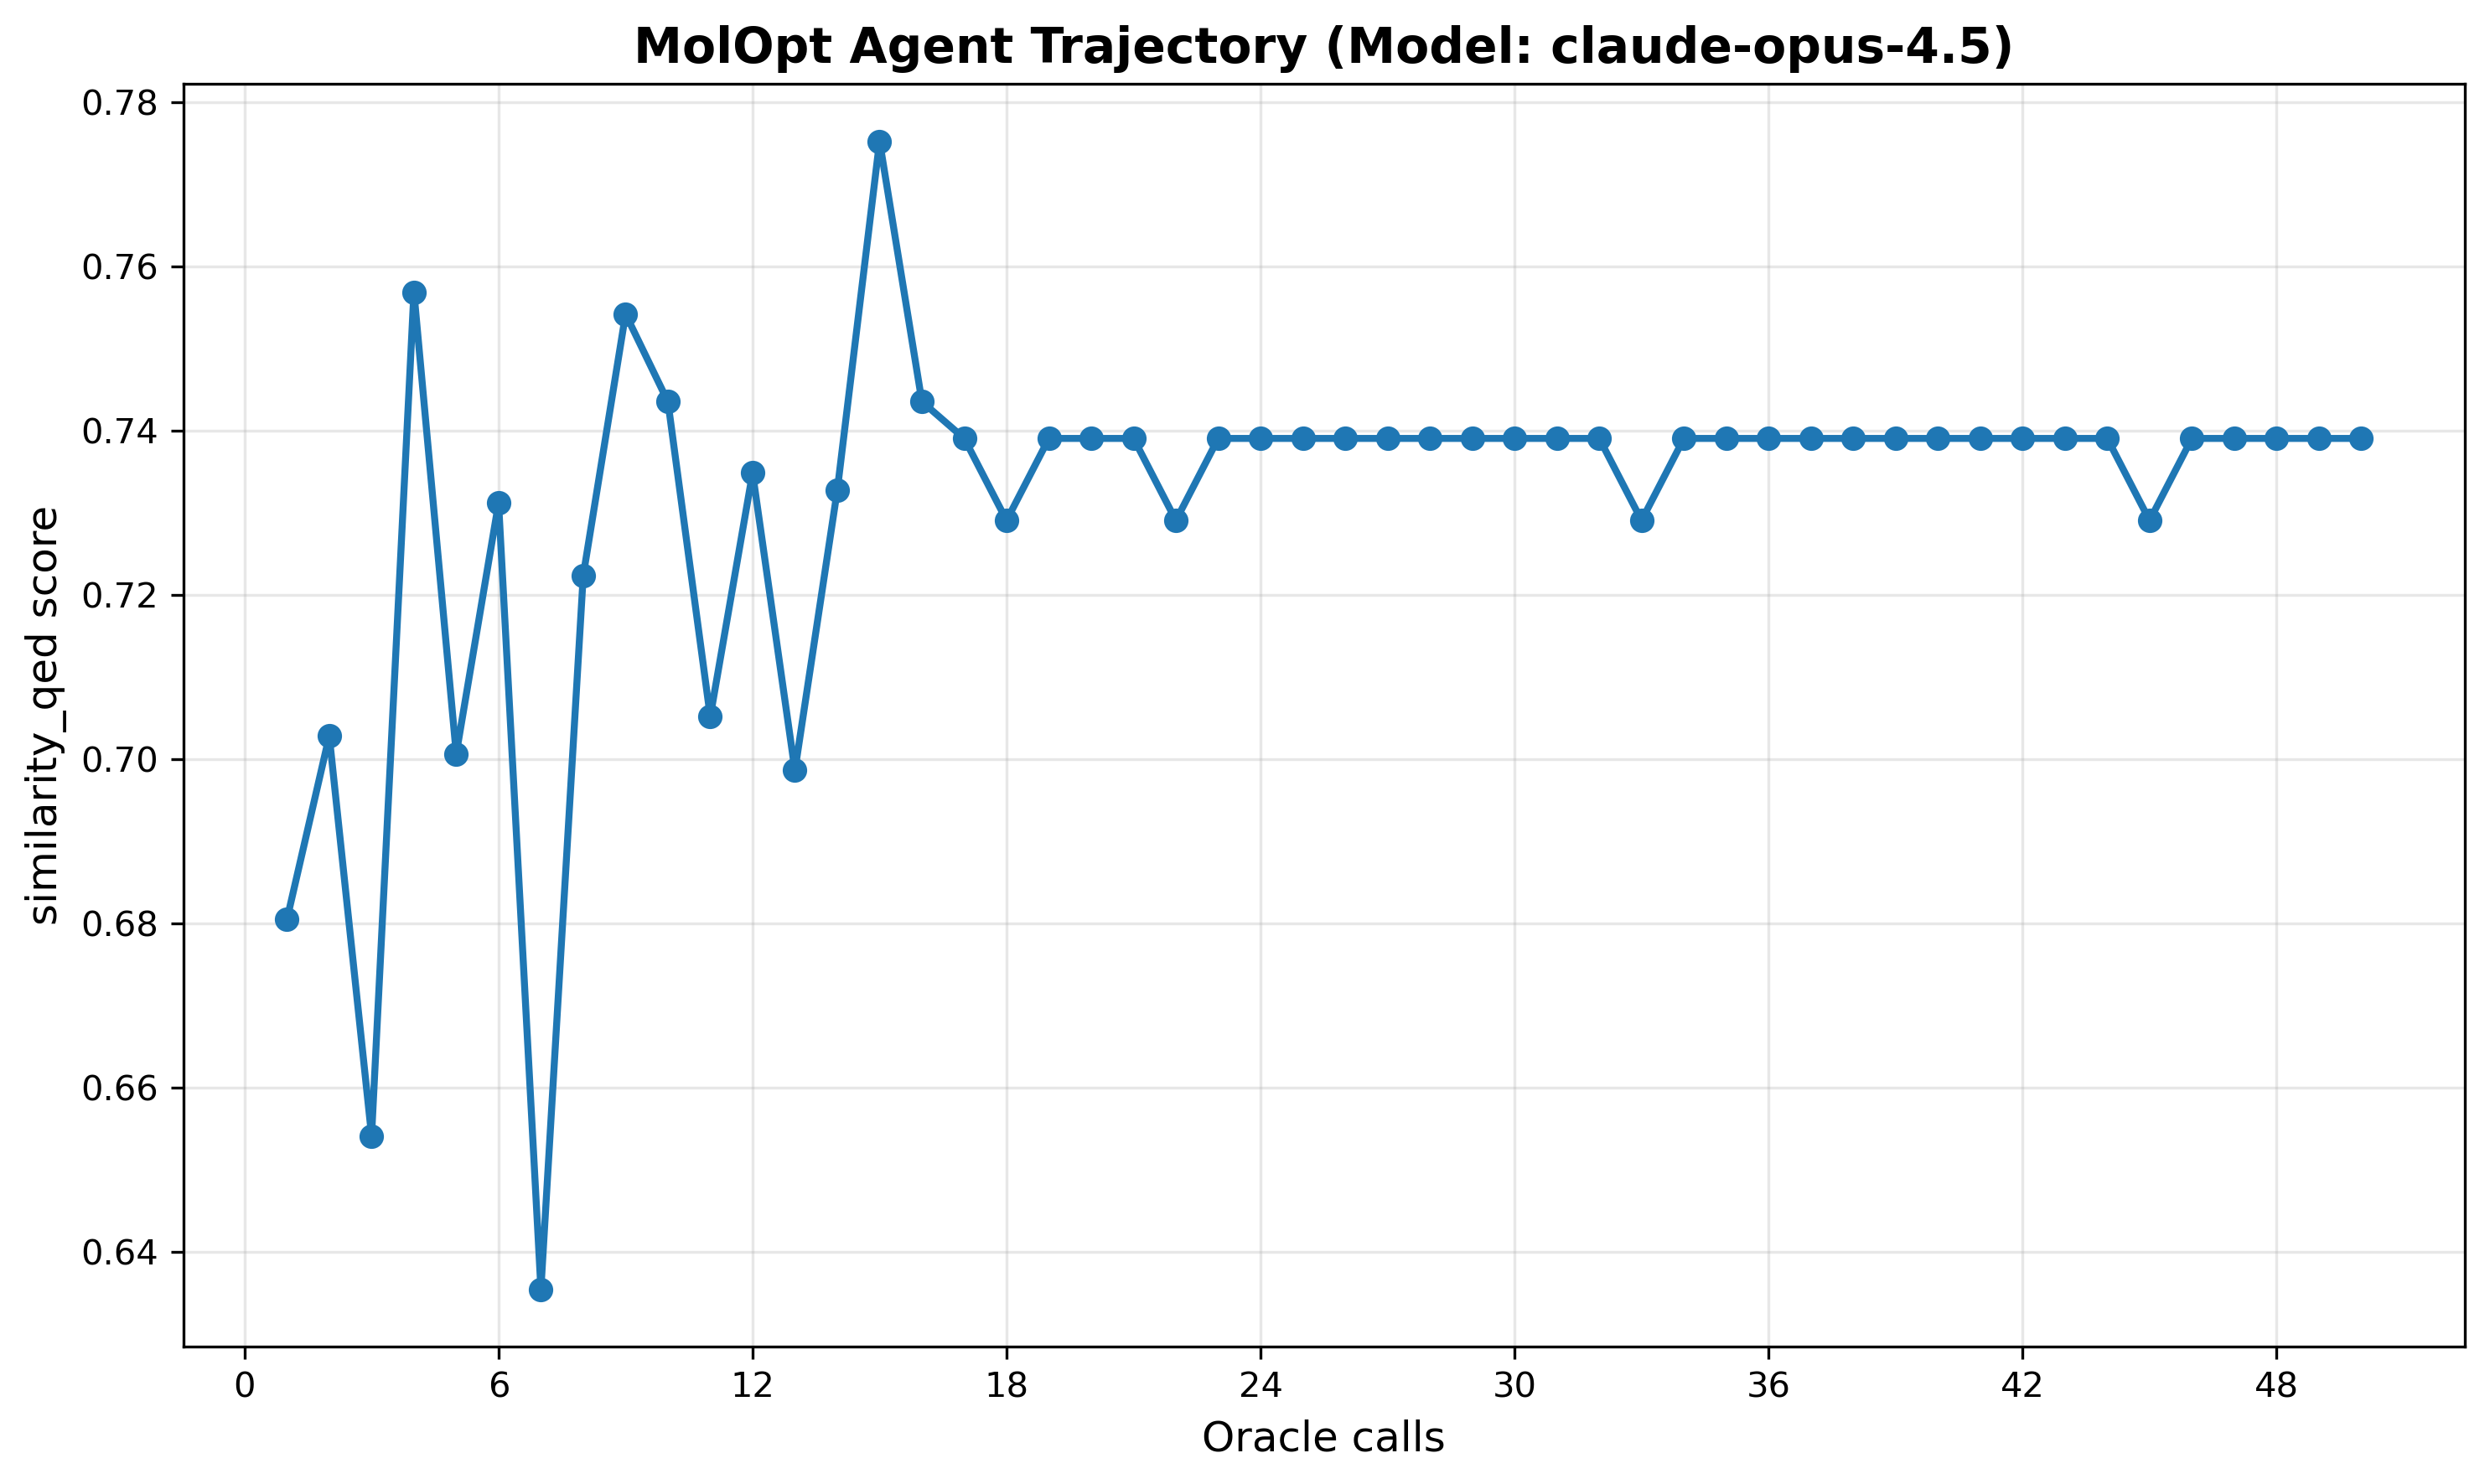 MolOpt Agent Trajectory (Model: claude-opus-4.5)
0.78
0.76
0.74
0.72
0.70
0.68
0.66
0.64
similarity_qed score
0 6 12 18 24 30 36 42 48
Oracle calls